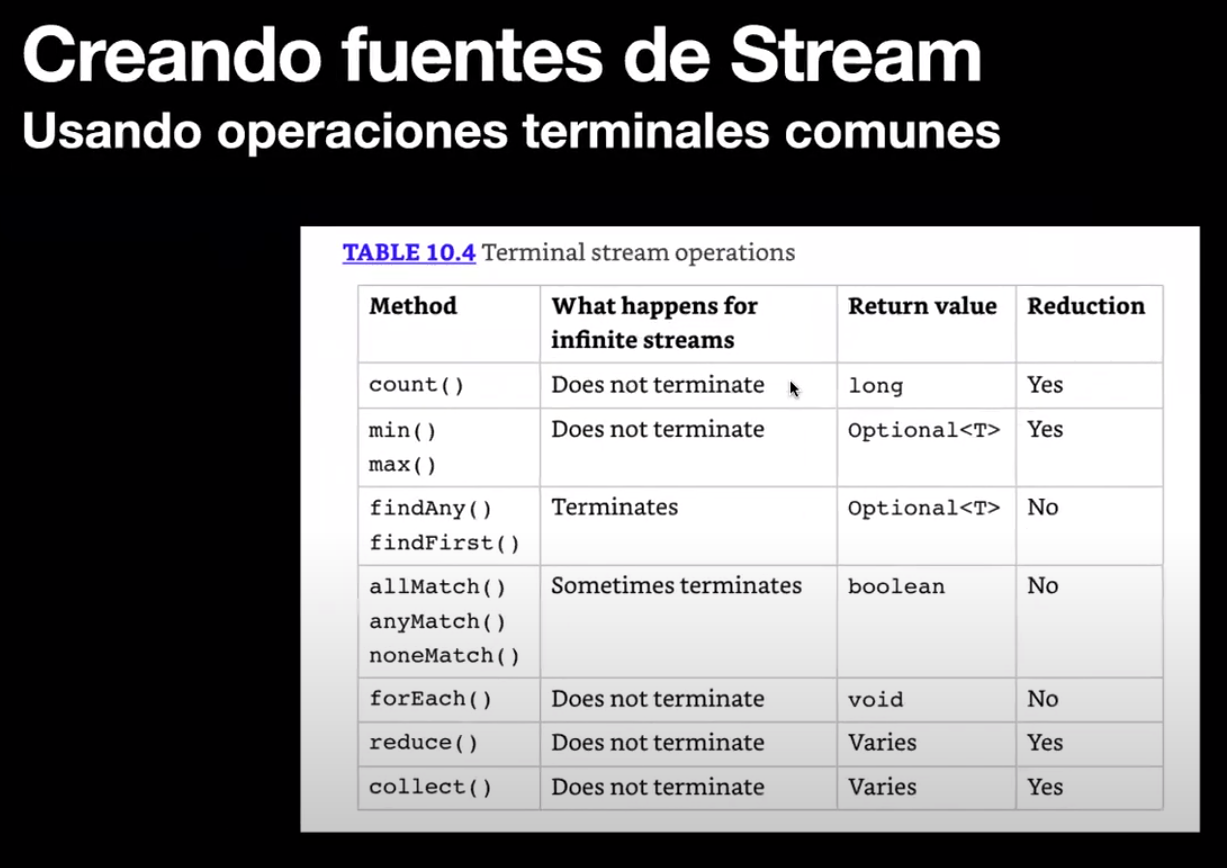 Creando fuentes de Stream
Usando operaciones terminales comunes
TABLE 10.4 Terminal stream operations
Method What happens for infinite streams Return value Reduction
count() Does not terminate long Yes
min() max() Does not terminate Optional<T> Yes
findAny() findFirst() Terminates Optional<T> No
allMatch() anyMatch() noneMatch() Sometimes terminates boolean No
forEach() Does not terminate void No
reduce() Does not terminate Varies Yes
collect() Does not terminate Varies Yes